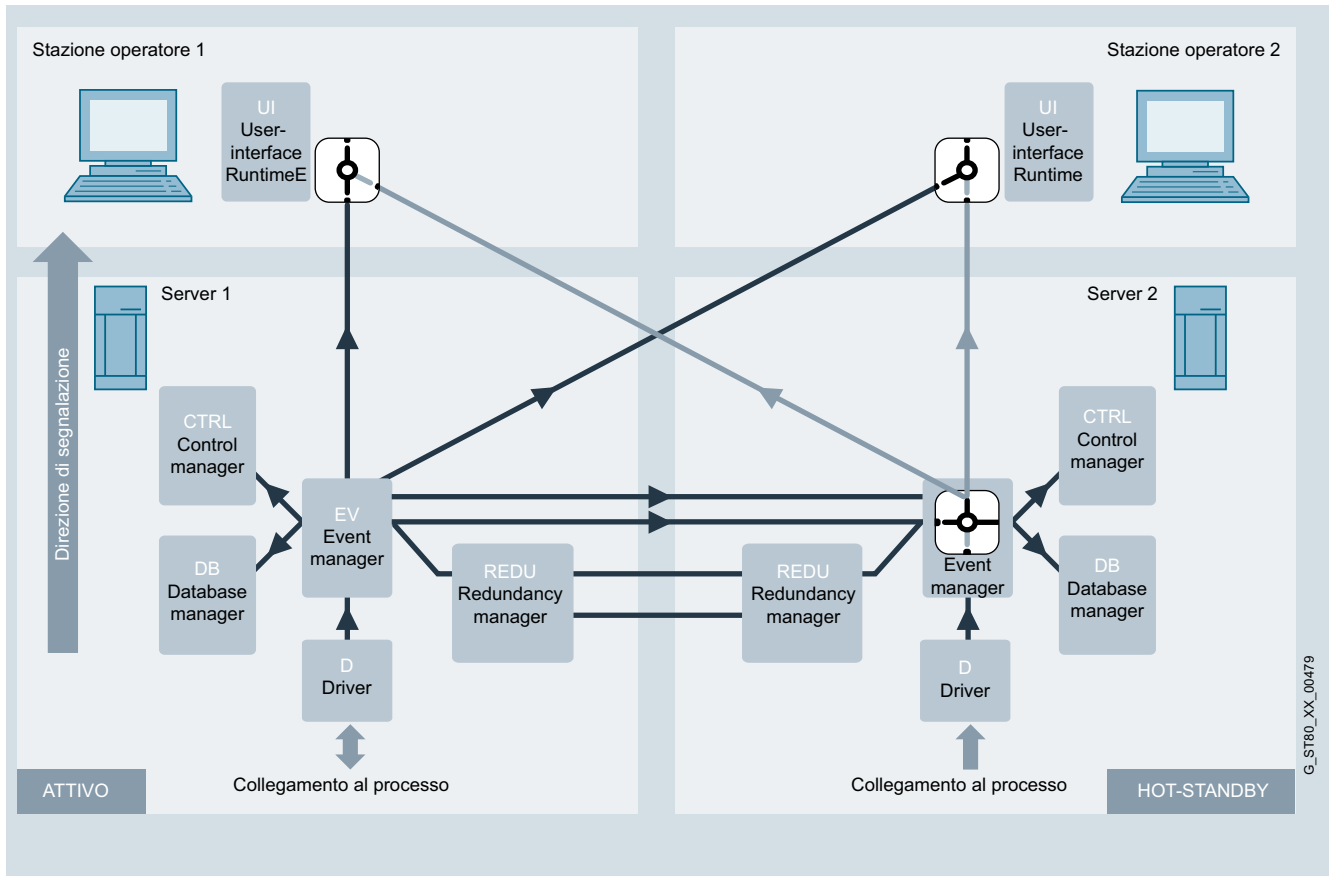 Stazione operatore 1
Stazione operatore 2
UI
User-
interface
RuntimeE
UI
User-
interface
Runtime
Server 1
Server 2
Direzione di segnalazione
CTRL
Control
manager
CTRL
Control
manager
EV
Event
manager
Event
manager
DB
Database
manager
REDU
Redundancy
manager
REDU
Redundancy
manager
DB
Database
manager
D
Driver
D
Driver
Collegamento al processo
Collegamento al processo
ATTIVO
HOT-STANDBY
G_ST80_XX_00479